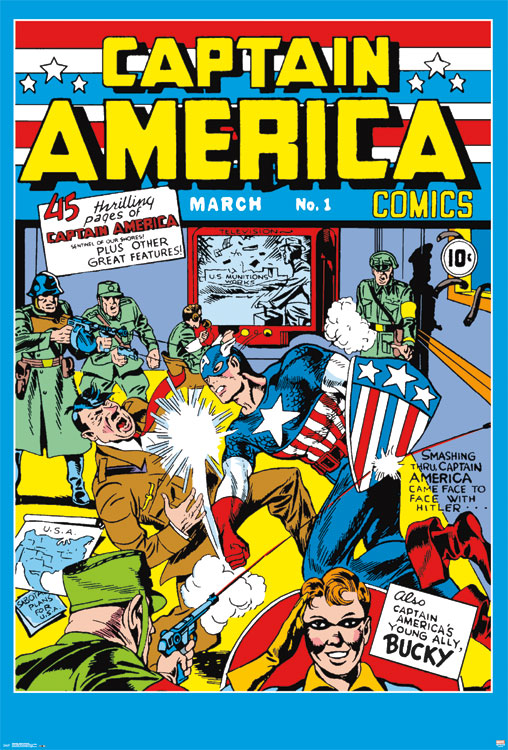 CAPTAIN
AMERICA
COMICS
MARCH No. 1
45 thrilling
pages of
CAPTAIN AMERICA
SENTINEL OF OUR SHORES!
PLUS OTHER
GREAT FEATURES!
TELEVISION
U.S. MUNITIONS
WORKS
10¢
SMASHING
THRU, CAPTAIN
AMERICA
CAME FACE TO
FACE WITH
HITLER...
U.S.A.
SABOTAGE
PLANS
FOR
U.S.A.
Also
CAPTAIN
AMERICA'S
YOUNG ALLY,
BUCKY